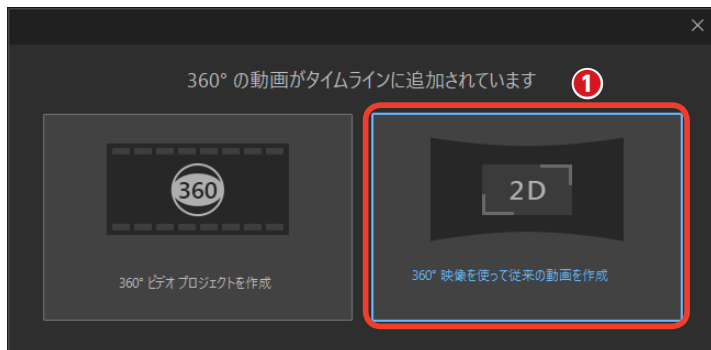 360° の動画がタイムラインに追加されています
1
360
2D
360° ビデオ プロジェクトを作成
360° 映像を使って従来の動画を作成